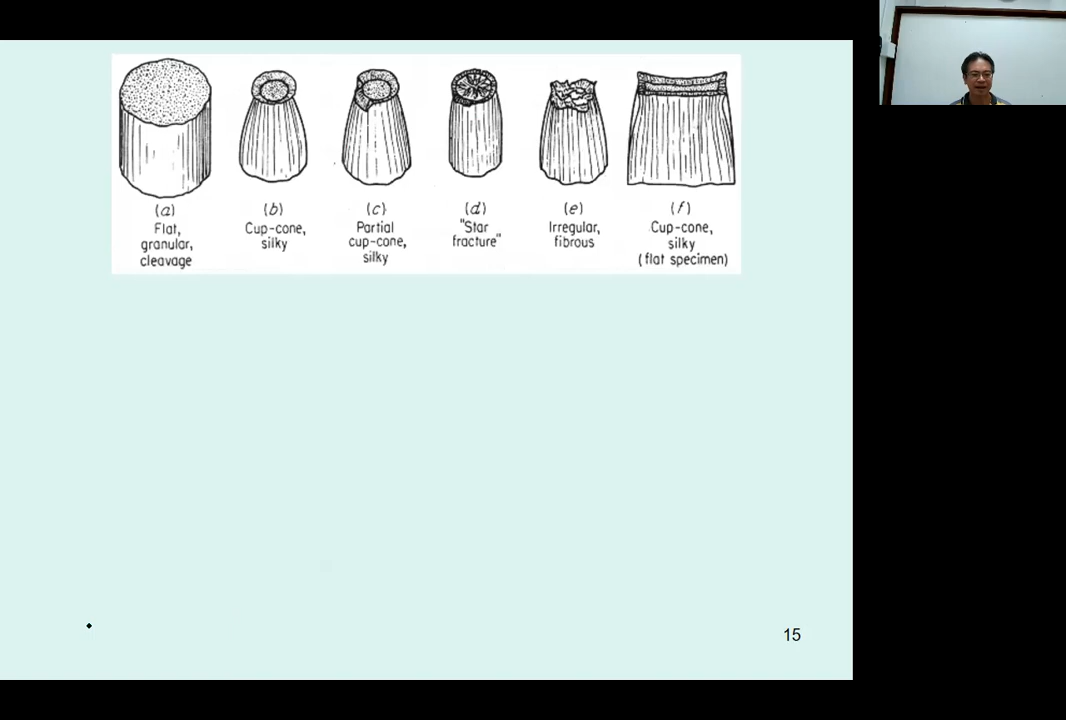 (a)
Flat,
granular,
cleavage
(b)
Cup-cone,
silky
(c)
Partial
cup-cone,
silky
(d)
"Star
fracture"
(e)
Irregular,
fibrous
(f)
Cup-cone,
silky
(flat specimen)
15